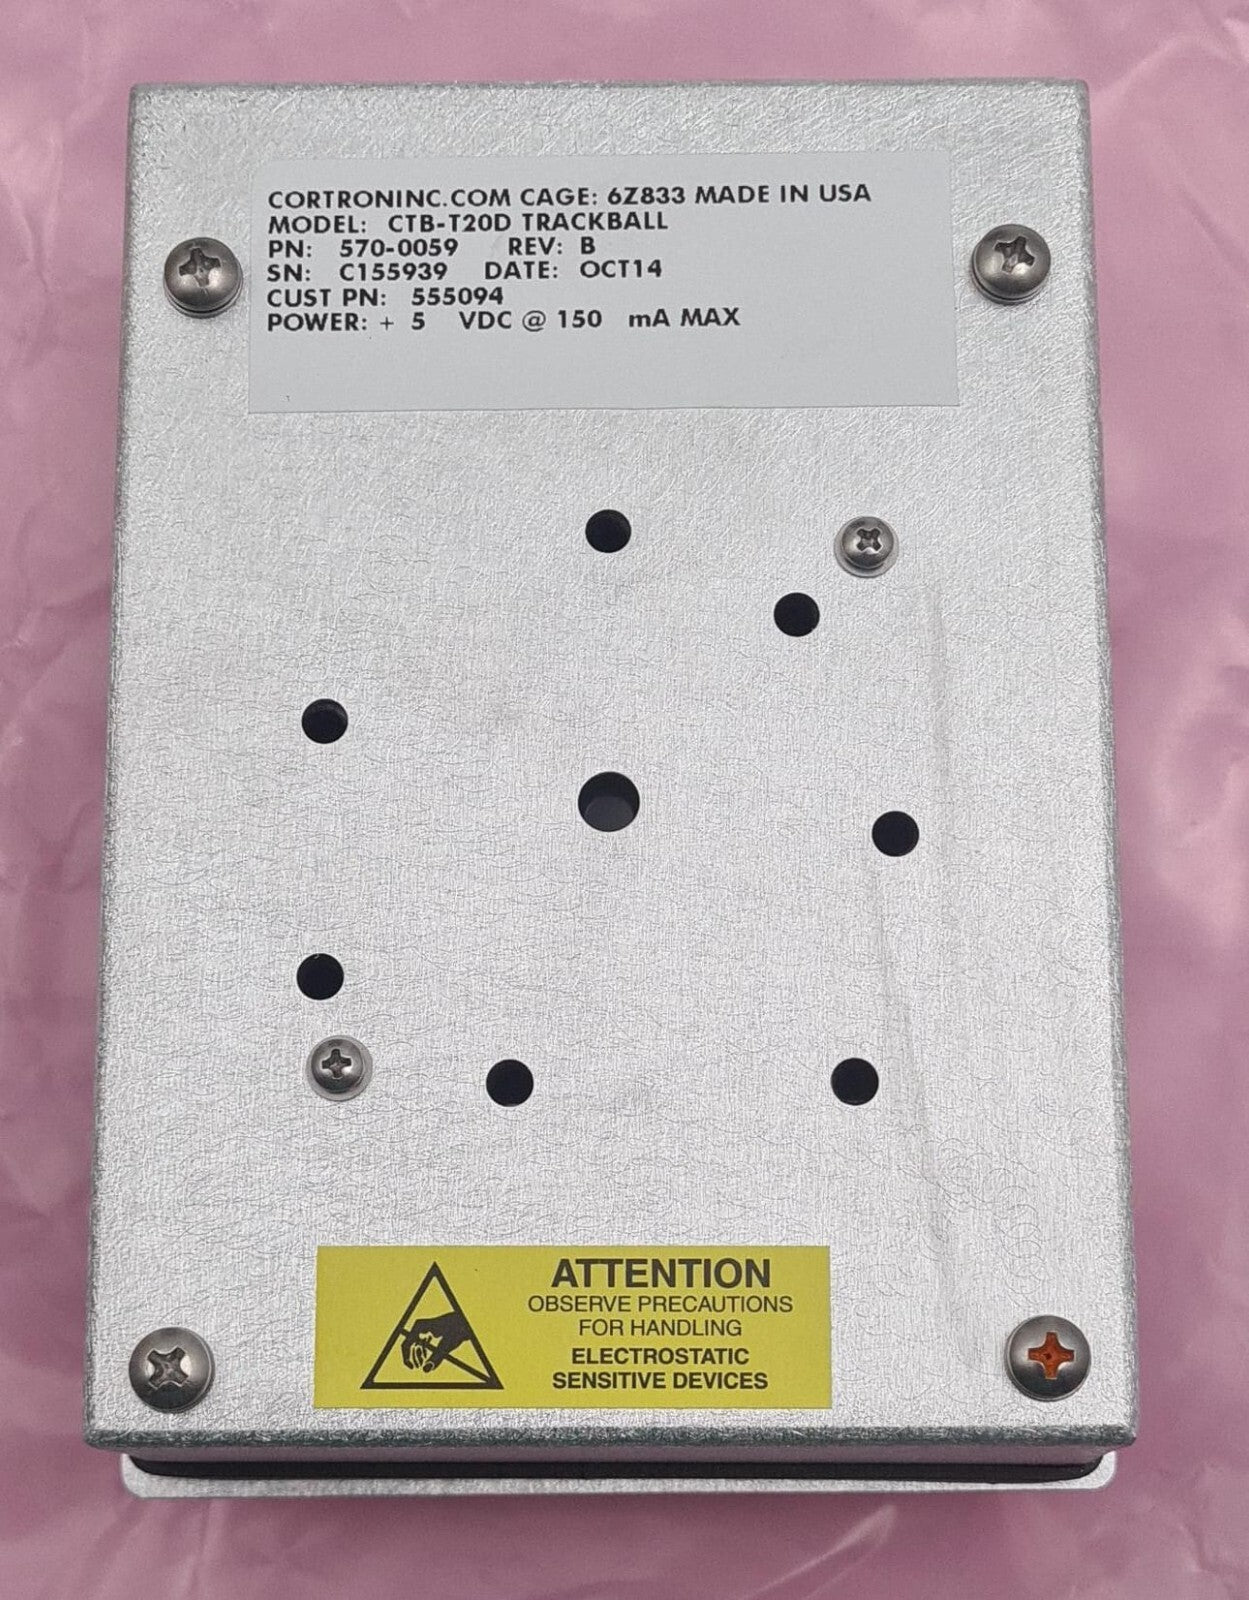 CORTRONINC.COM CAGE: 6Z833 MADE IN USA
MODEL: CTB-T20D TRACKBALL
PN: 570-0059 REV: B
SN: C155939 DATE: OCT14
CUST PN: 555094
POWER: + 5 VDC @ 150 mA MAX
ATTENTION
OBSERVE PRECAUTIONS
FOR HANDLING
ELECTROSTATIC
SENSITIVE DEVICES